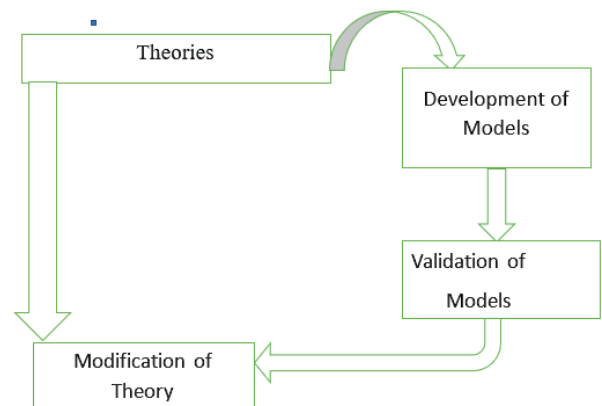 Theories
Development of
Models
Validation of
Models
Modification of
Theory